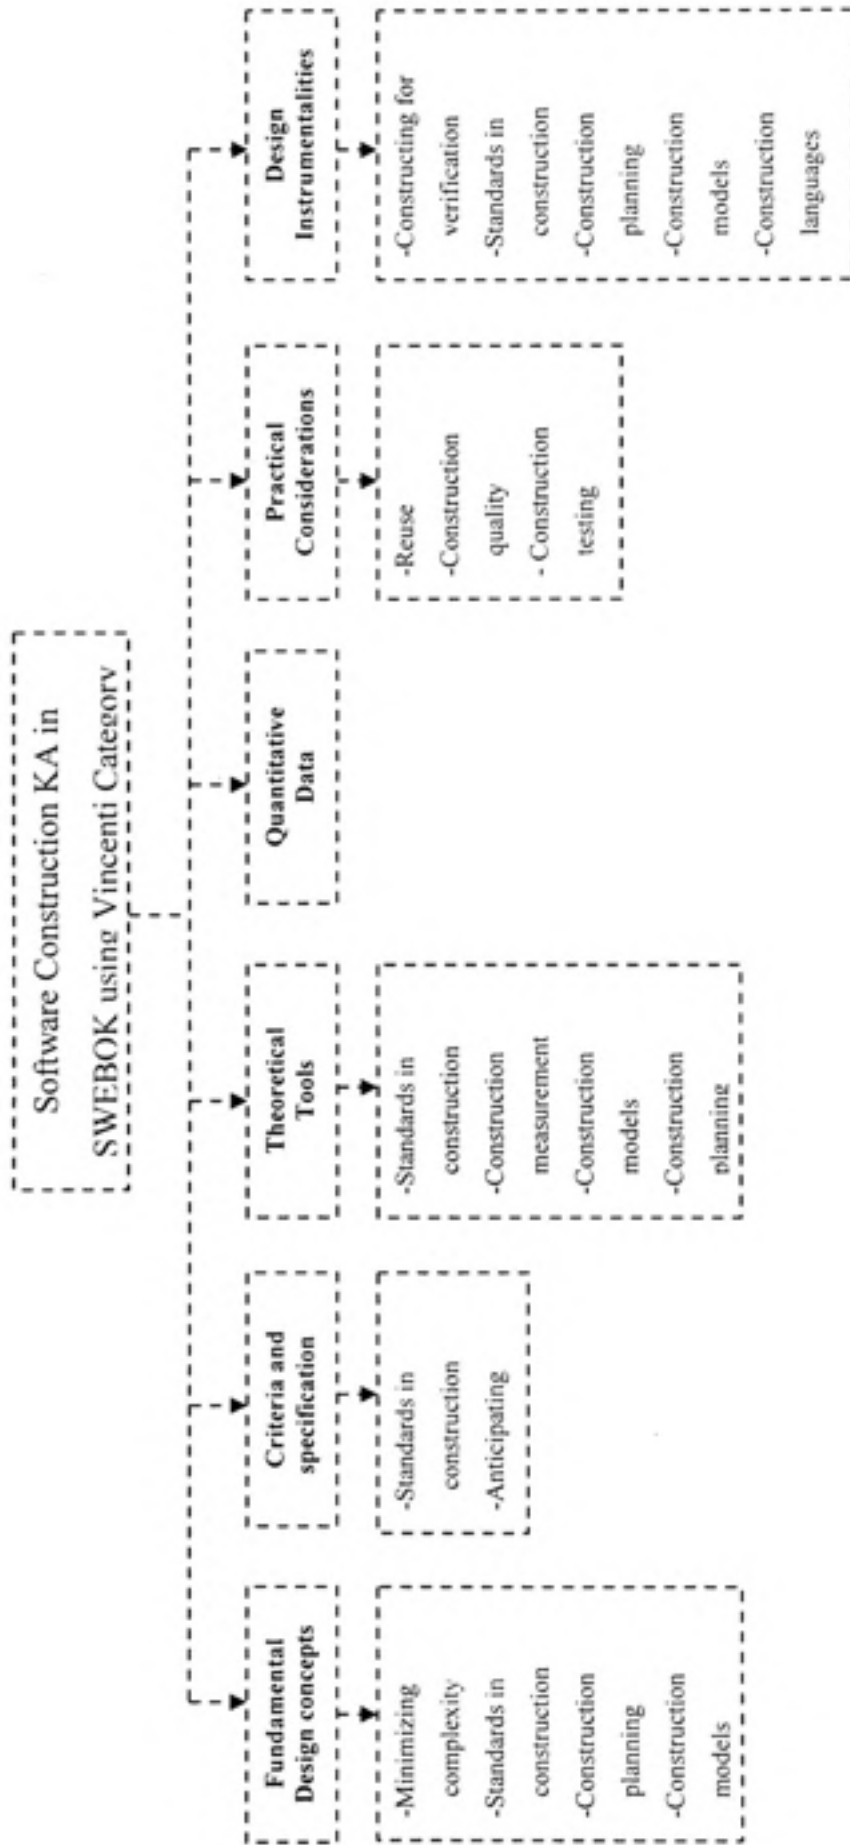 Software Construction KA in
SWEBOK using Vincenti Category
Fundamental
Design concepts
-Minimizing
complexity
-Standards in
construction
-Construction
planning
-Construction
models
Criteria and
specification
-Standards in
construction
-Anticipating
Theoretical
Tools
-Standards in
construction
-Construction
measurement
-Construction
models
-Construction
planning
Quantitative
Data
Practical
Considerations
-Reuse
-Construction
quality
- Construction
testing
Design
Instrumentalities
-Constructing for
verification
-Standards in
construction
-Construction
planning
-Construction
models
-Construction
languages